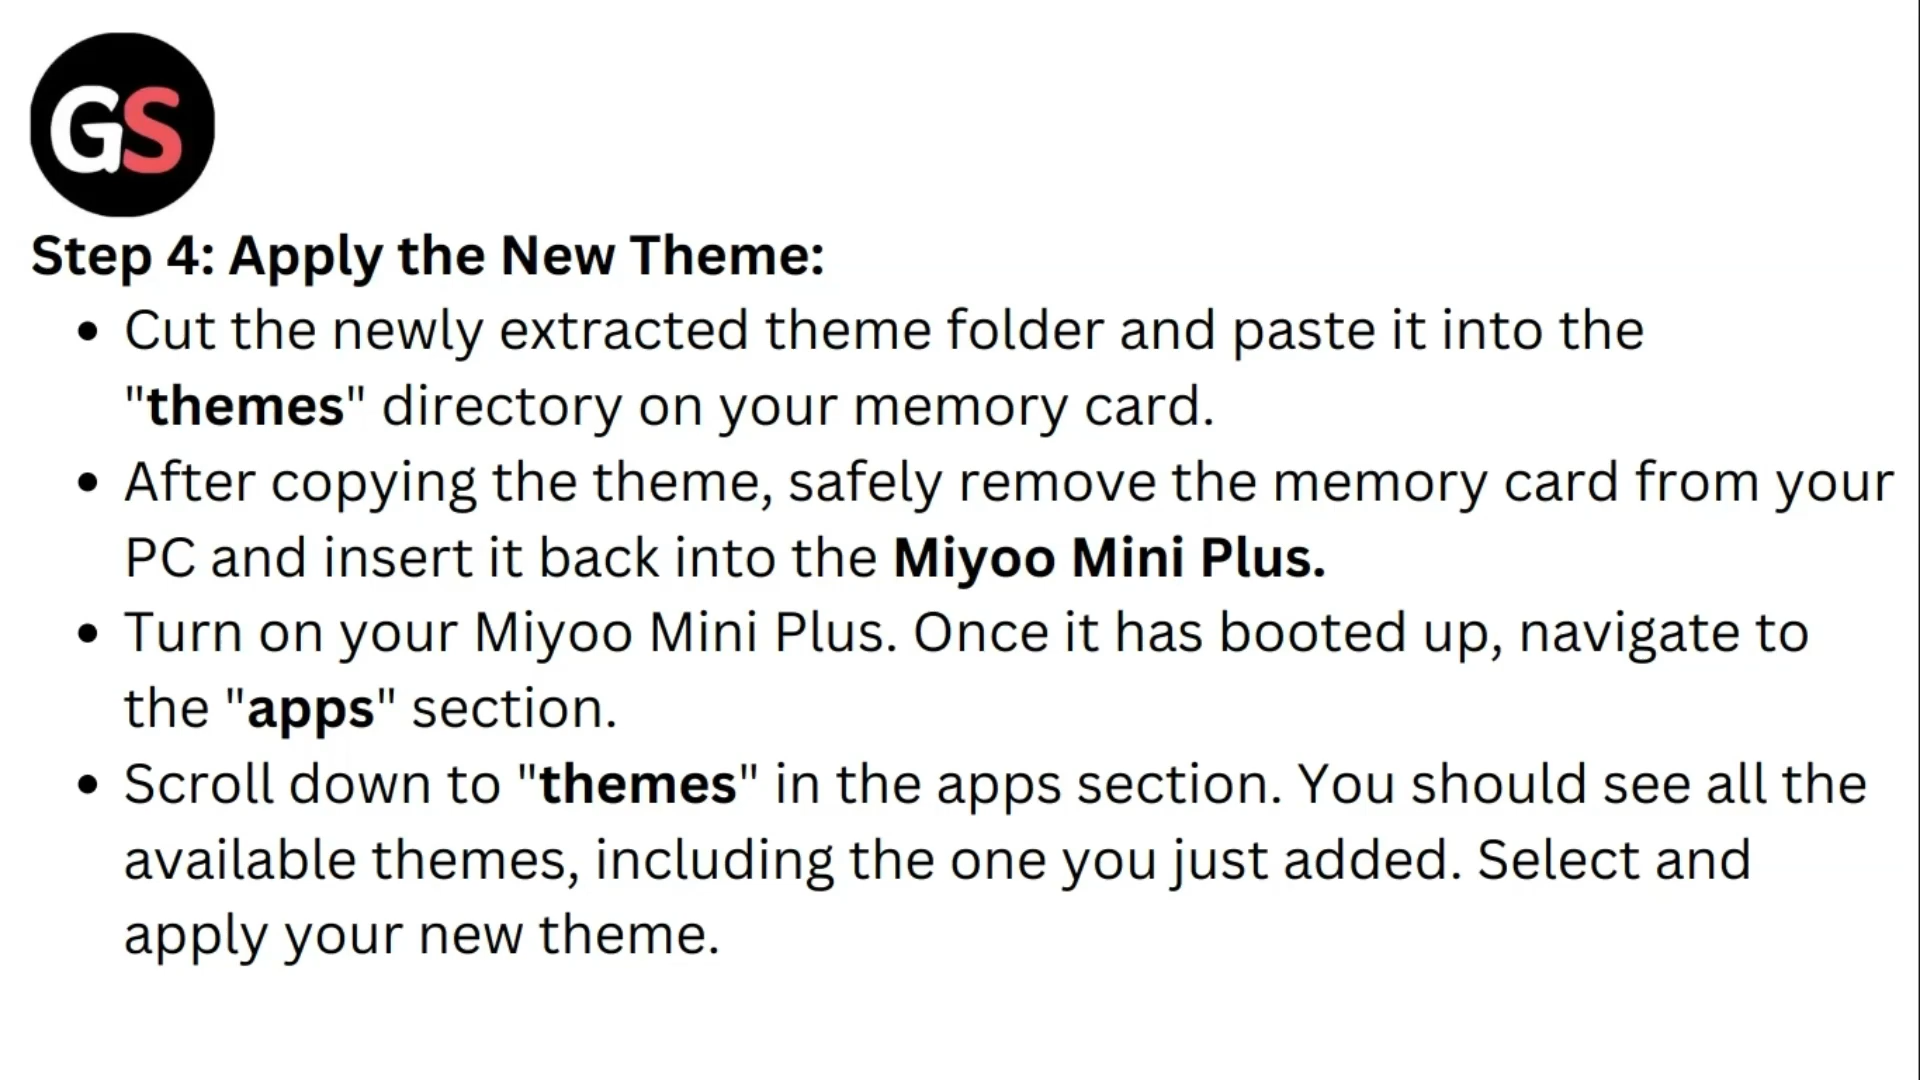 GS
Step 4: Apply the New Theme:
• Cut the newly extracted theme folder and paste it into the
"themes" directory on your memory card.
• After copying the theme, safely remove the memory card from your
PC and insert it back into the Miyoo Mini Plus.
• Turn on your Miyoo Mini Plus. Once it has booted up, navigate to
the "apps" section.
• Scroll down to "themes" in the apps section. You should see all the
available themes, including the one you just added. Select and
apply your new theme.